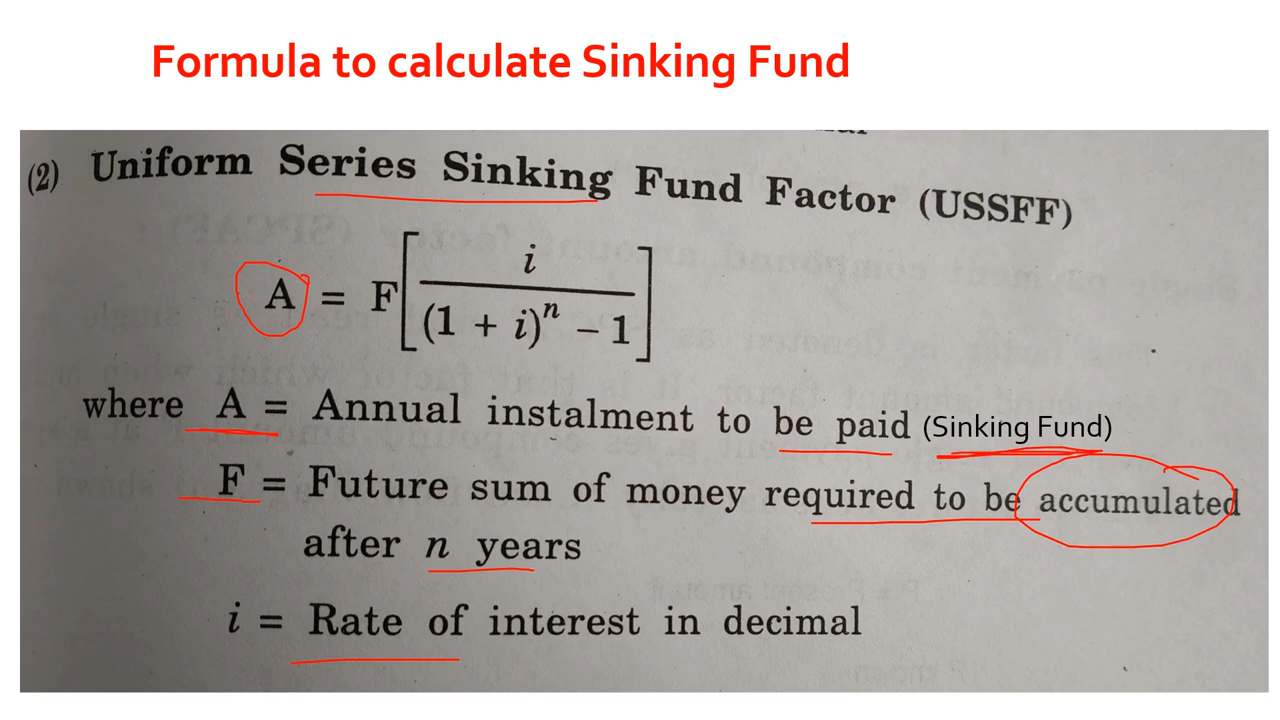 Formula to calculate Sinking Fund
(2) Uniform Series Sinking Fund Factor (USSFF)
A = F[ i / ((1 + i)^n − 1) ]
where A = Annual instalment to be paid (Sinking Fund)
F = Future sum of money required to be accumulated
after n years
i = Rate of interest in decimal